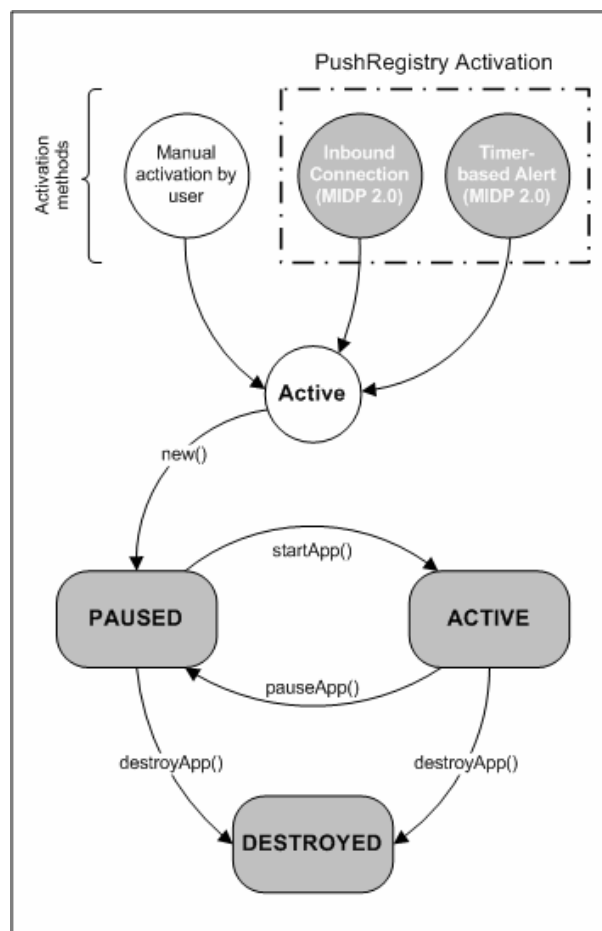 PushRegistry Activation
Activation
methods
Manual
activation by
user
Inbound
Connection
(MIDP 2.0)
Timer-
based Alert
(MIDP 2.0)
Active
new()
startApp()
PAUSED
ACTIVE
pauseApp()
destroyApp()
destroyApp()
DESTROYED